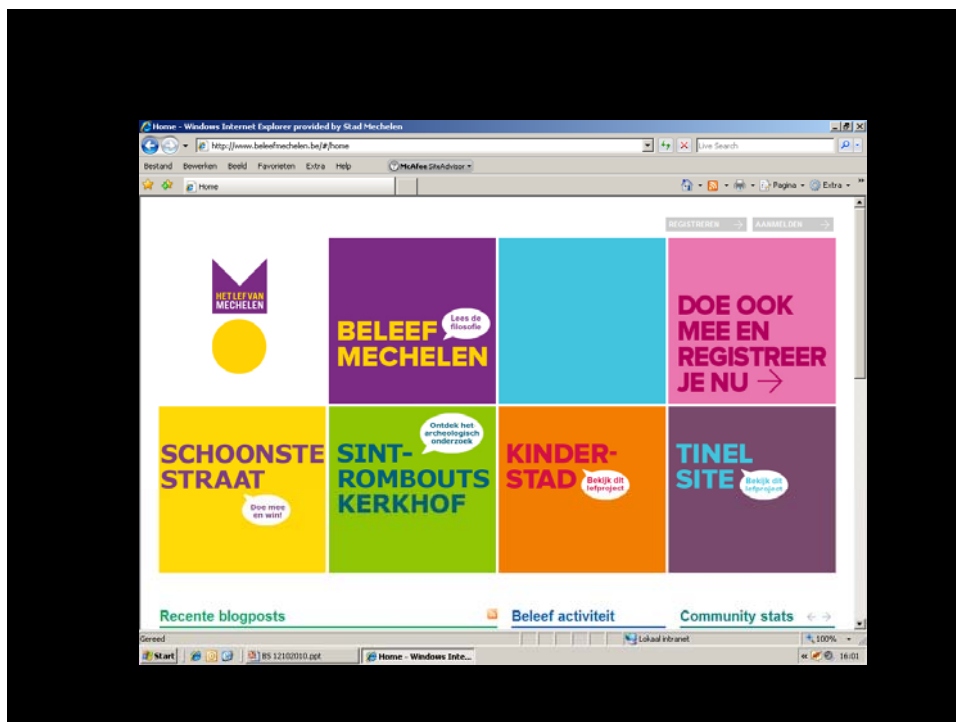 Home - Windows Internet Explorer provided by Stad Mechelen
http://www.beleefmechelen.be/#/home
Live Search
Bestand Bewerken Beeld Favorieten Extra Help
McAfee SiteAdvisor
Home
Pagina
Extra
REGISTREREN
AANMELDEN
HET LEF VAN
MECHELEN
BELEEF
MECHELEN
Lees de
filosofie
DOE OOK
MEE EN
REGISTREER
JE NU →
SCHOONSTE
STRAAT
Doe mee
en win!
Ontdek het
archeologisch
onderzoek
SINT-
ROMBOUTS
KERKHOF
KINDER-
STAD
Bekijk dit
lefproject
TINEL
SITE
Bekijk dit
lefproject
Recente blogposts
Beleef activiteit
Community stats
Gereed
Lokaal intranet
100%
Start
BS 12102010.ppt
Home - Windows Inte...
16:01